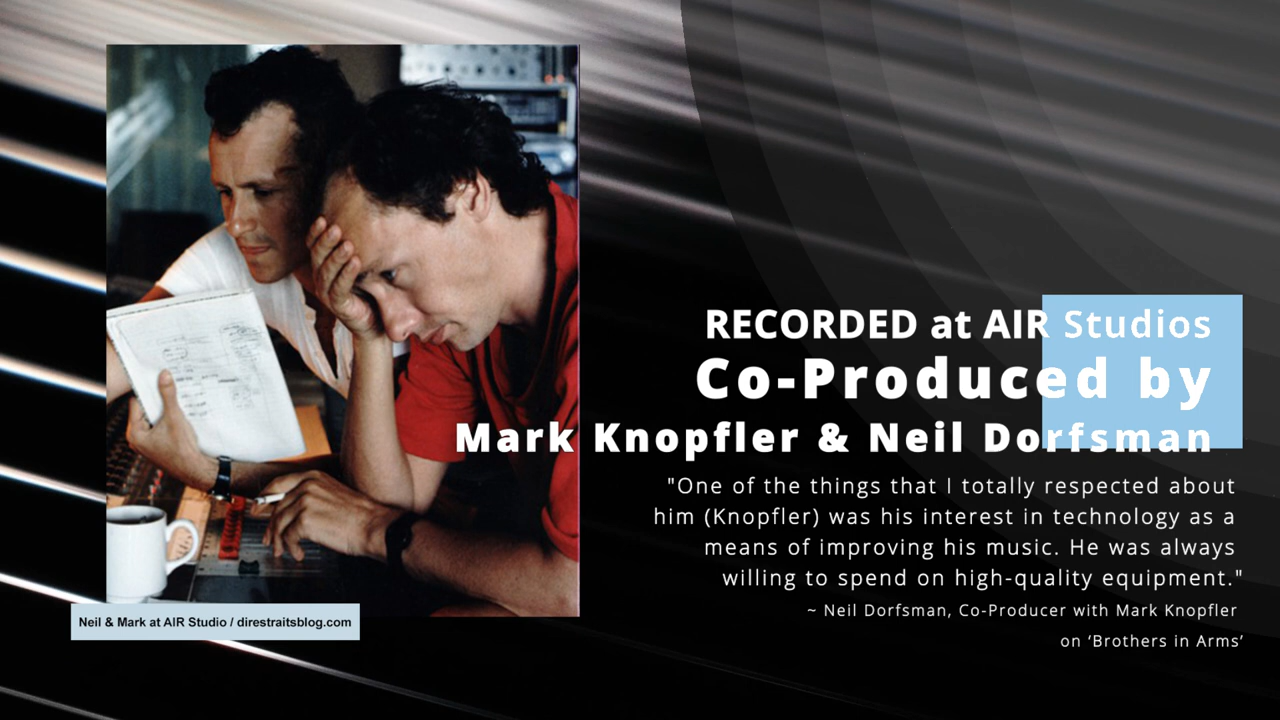 RECORDED at AIR Studios
Co-Produced by
Mark Knopfler & Neil Dorfsman
"One of the things that I totally respected about
him (Knopfler) was his interest in technology as a
means of improving his music. He was always
willing to spend on high-quality equipment."
~ Neil Dorfsman, Co-Producer with Mark Knopfler
on ‘Brothers in Arms’
Neil & Mark at AIR Studio / direstraitsblog.com